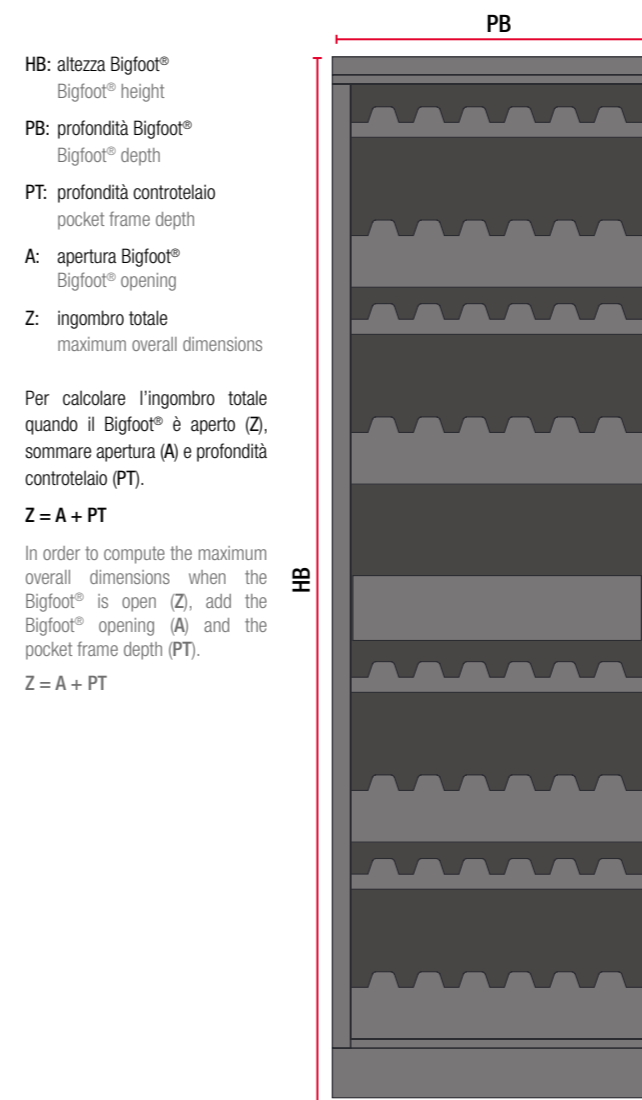 HB: altezza Bigfoot®
Bigfoot® height
PB: profondità Bigfoot®
Bigfoot® depth
PT: profondità controtelaio
pocket frame depth
A: apertura Bigfoot®
Bigfoot® opening
Z: ingombro totale
maximum overall dimensions
Per calcolare l’ingombro totale
quando il Bigfoot® è aperto (Z),
sommare apertura (A) e profondità
controtelaio (PT).
Z = A + PT
In order to compute the maximum
overall dimensions when the
Bigfoot® is open (Z), add the
Bigfoot® opening (A) and the
pocket frame depth (PT).
Z = A + PT
PB
HB